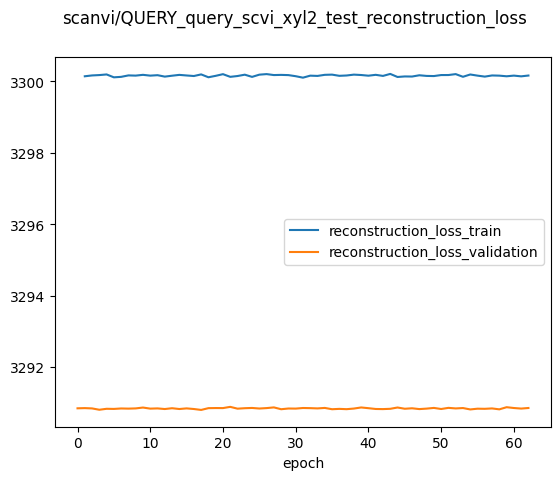 scanvi/QUERY_query_scvi_xyl2_test_reconstruction_loss
3300
3298
3296
3294
3292
reconstruction_loss_train
reconstruction_loss_validation
0 10 20 30 40 50 60
epoch